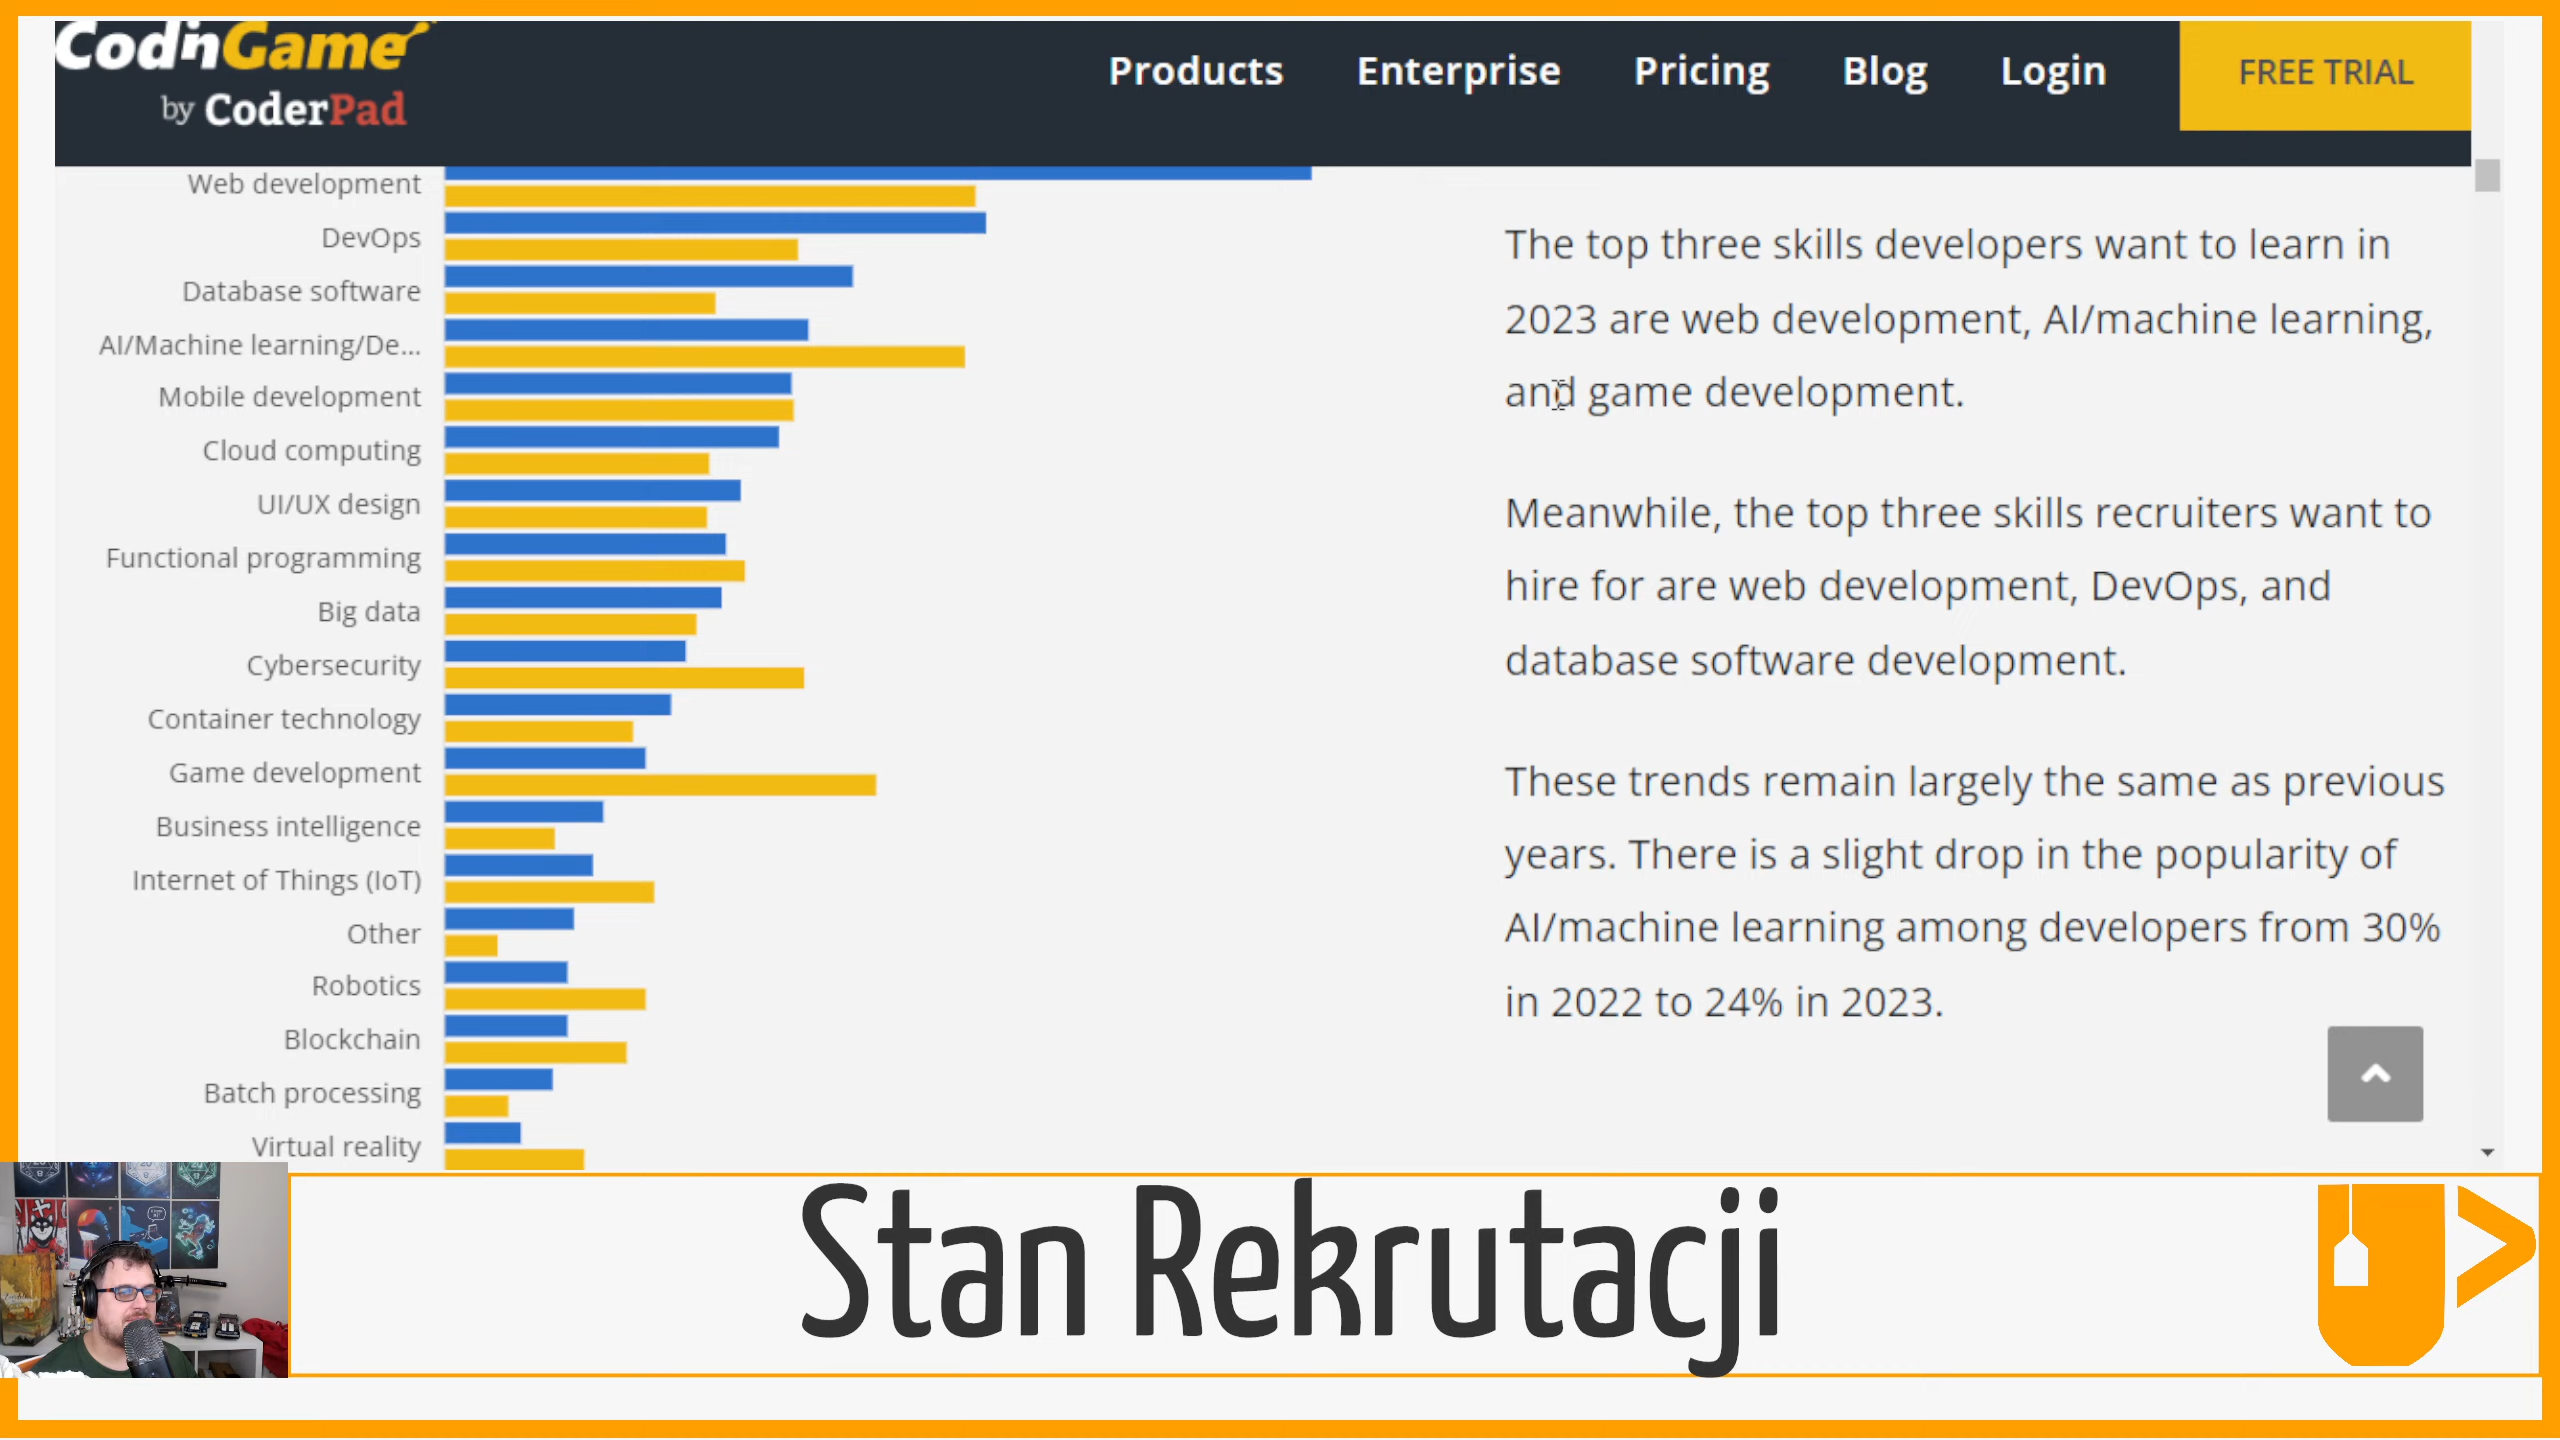 CodinGame
by CoderPad
Products
Enterprise
Pricing
Blog
Login
FREE TRIAL
Web development
DevOps
Database software
AI/Machine learning/De...
Mobile development
Cloud computing
UI/UX design
Functional programming
Big data
Cybersecurity
Container technology
Game development
Business intelligence
Internet of Things (IoT)
Other
Robotics
Blockchain
Batch processing
Virtual reality
The top three skills developers want to learn in
2023 are web development, AI/machine learning,
and game development.
Meanwhile, the top three skills recruiters want to
hire for are web development, DevOps, and
database software development.
These trends remain largely the same as previous
years. There is a slight drop in the popularity of
AI/machine learning among developers from 30%
in 2022 to 24% in 2023.
Stan Rekrutacji